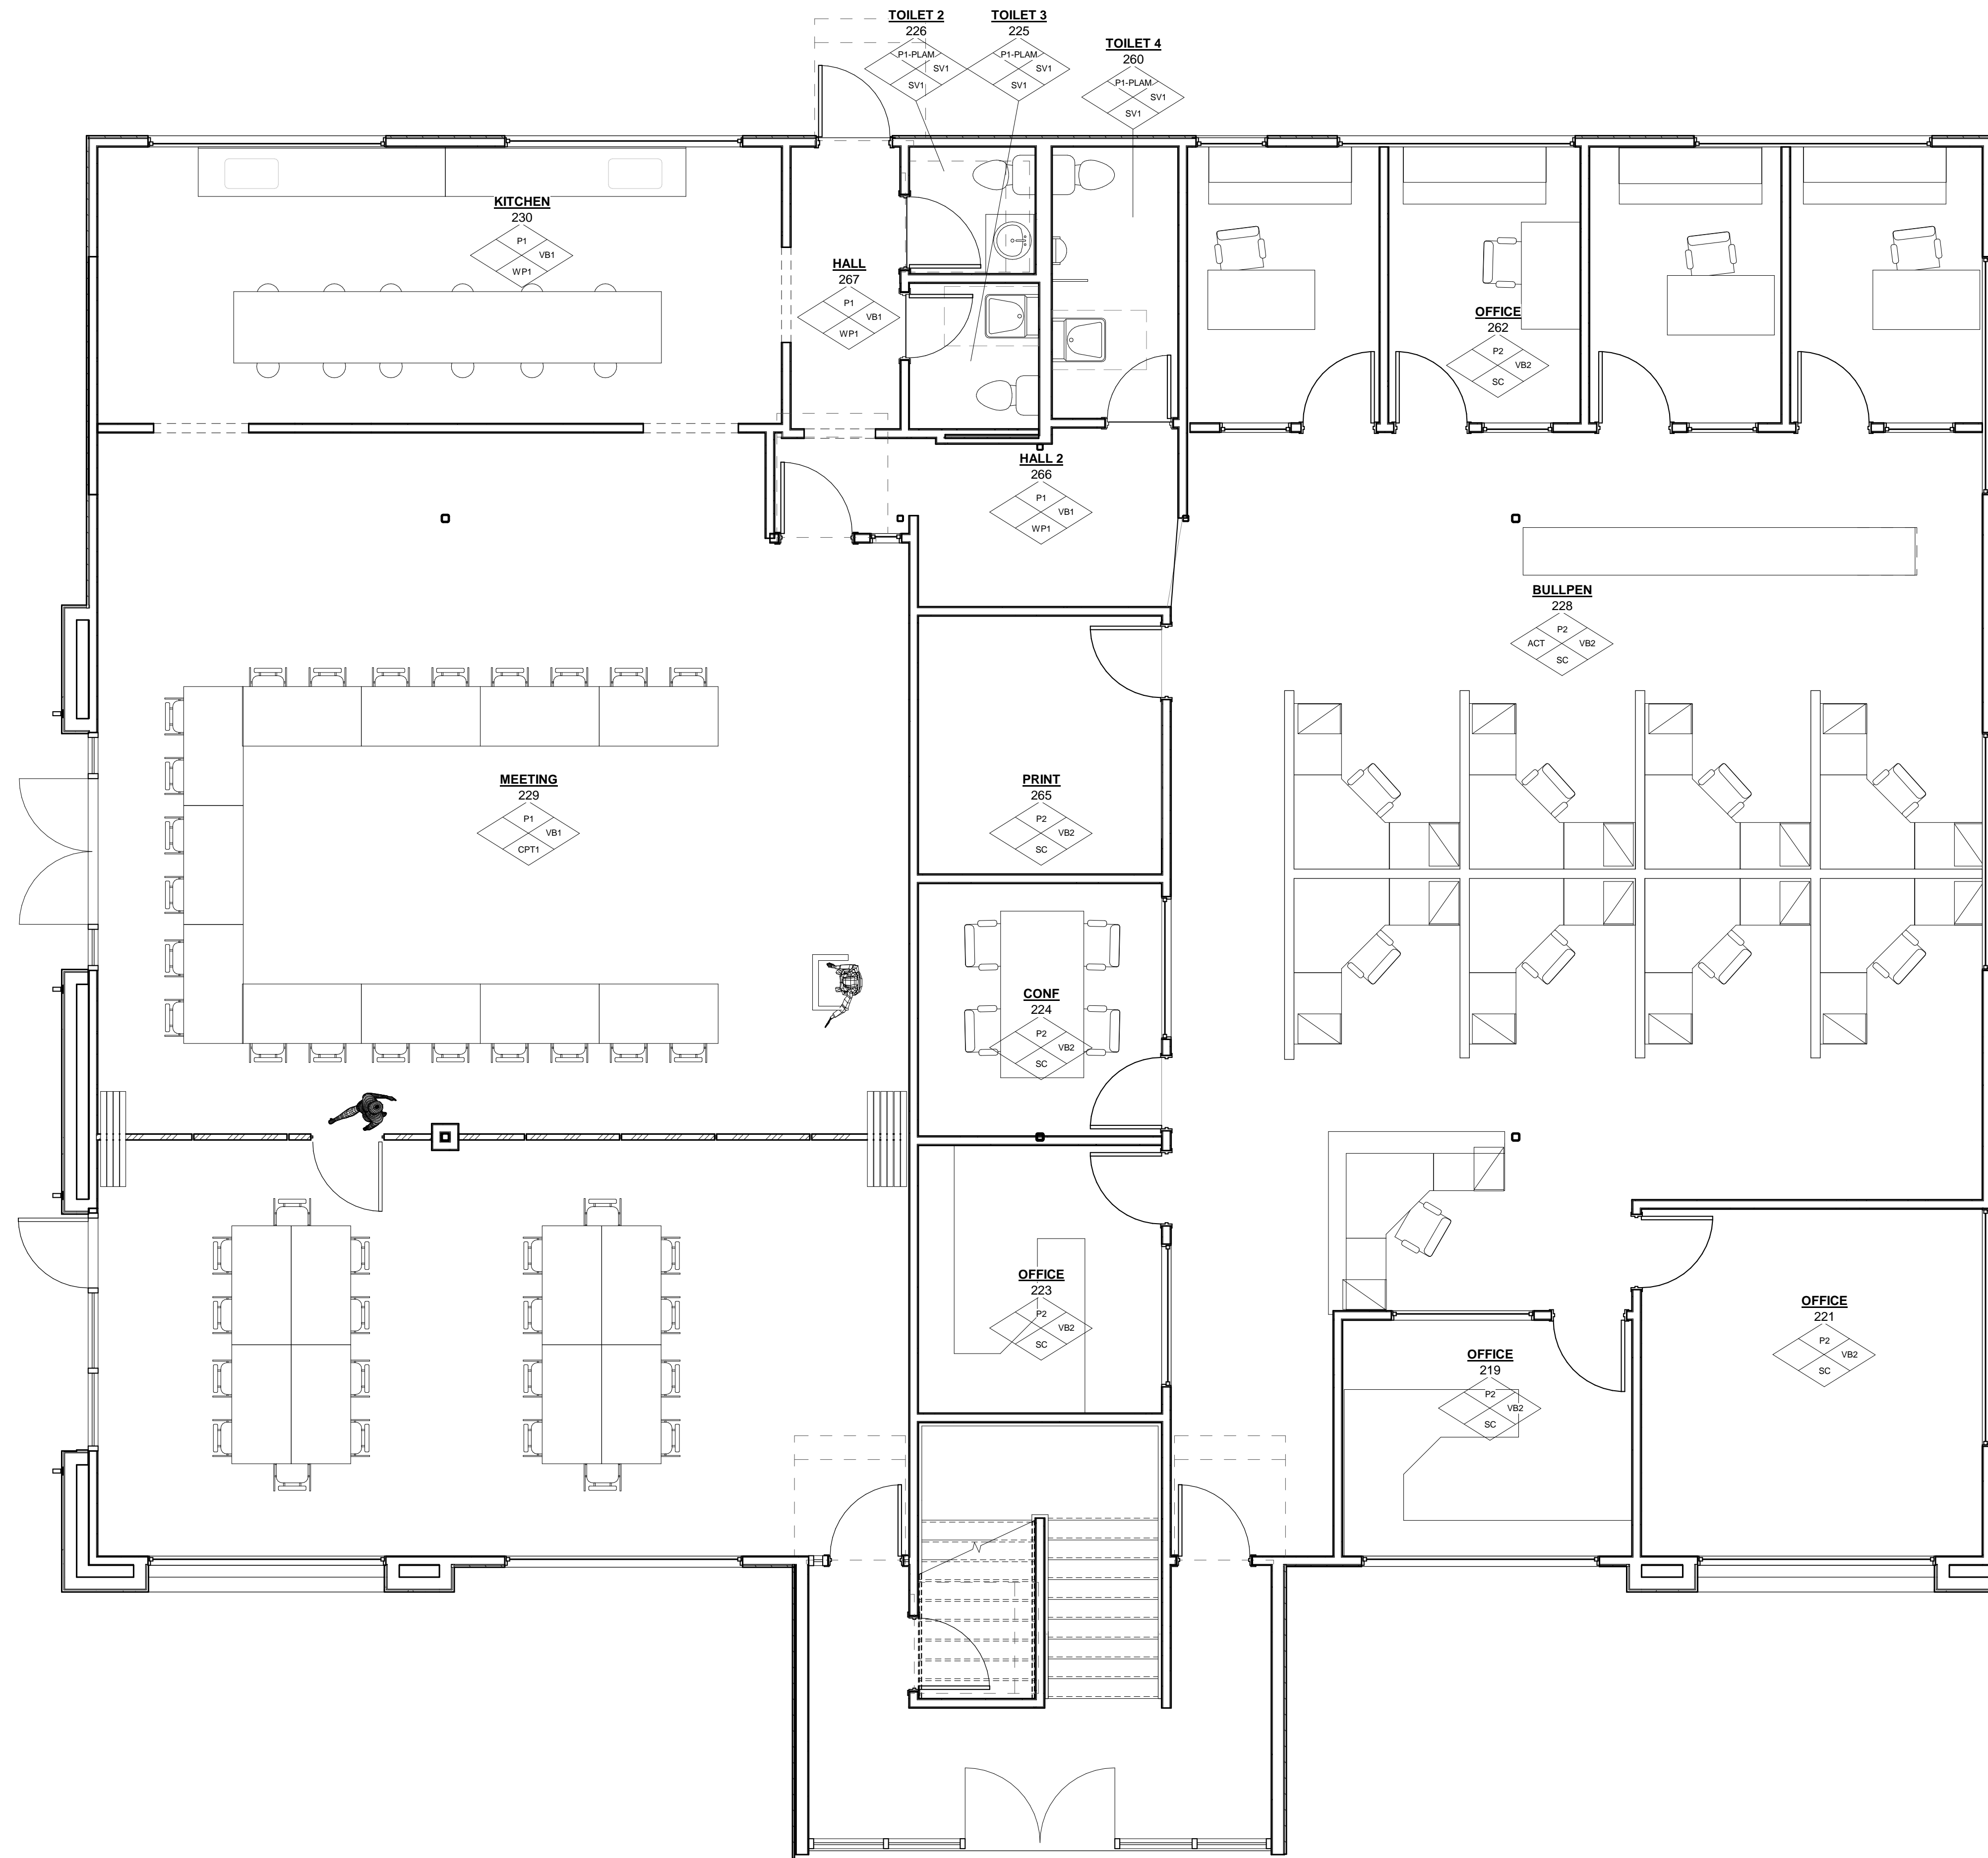 TOILET 2
226
P1-PLAM
SV1
SV1
TOILET 3
225
P1-PLAM
SV1
SV1
TOILET 4
260
P1-PLAM
SV1
SV1
KITCHEN
230
P1
VB1
WP1
HALL
267
P1
VB1
WP1
OFFICE
262
P2
VB2
SC
HALL 2
266
P1
VB1
WP1
BULLPEN
228
P2
ACT
VB2
SC
MEETING
229
P1
VB1
CPT1
PRINT
265
P2
VB2
SC
CONF
224
P2
VB2
SC
OFFICE
223
P2
VB2
SC
OFFICE
221
P2
VB2
SC
OFFICE
219
P2
VB2
SC